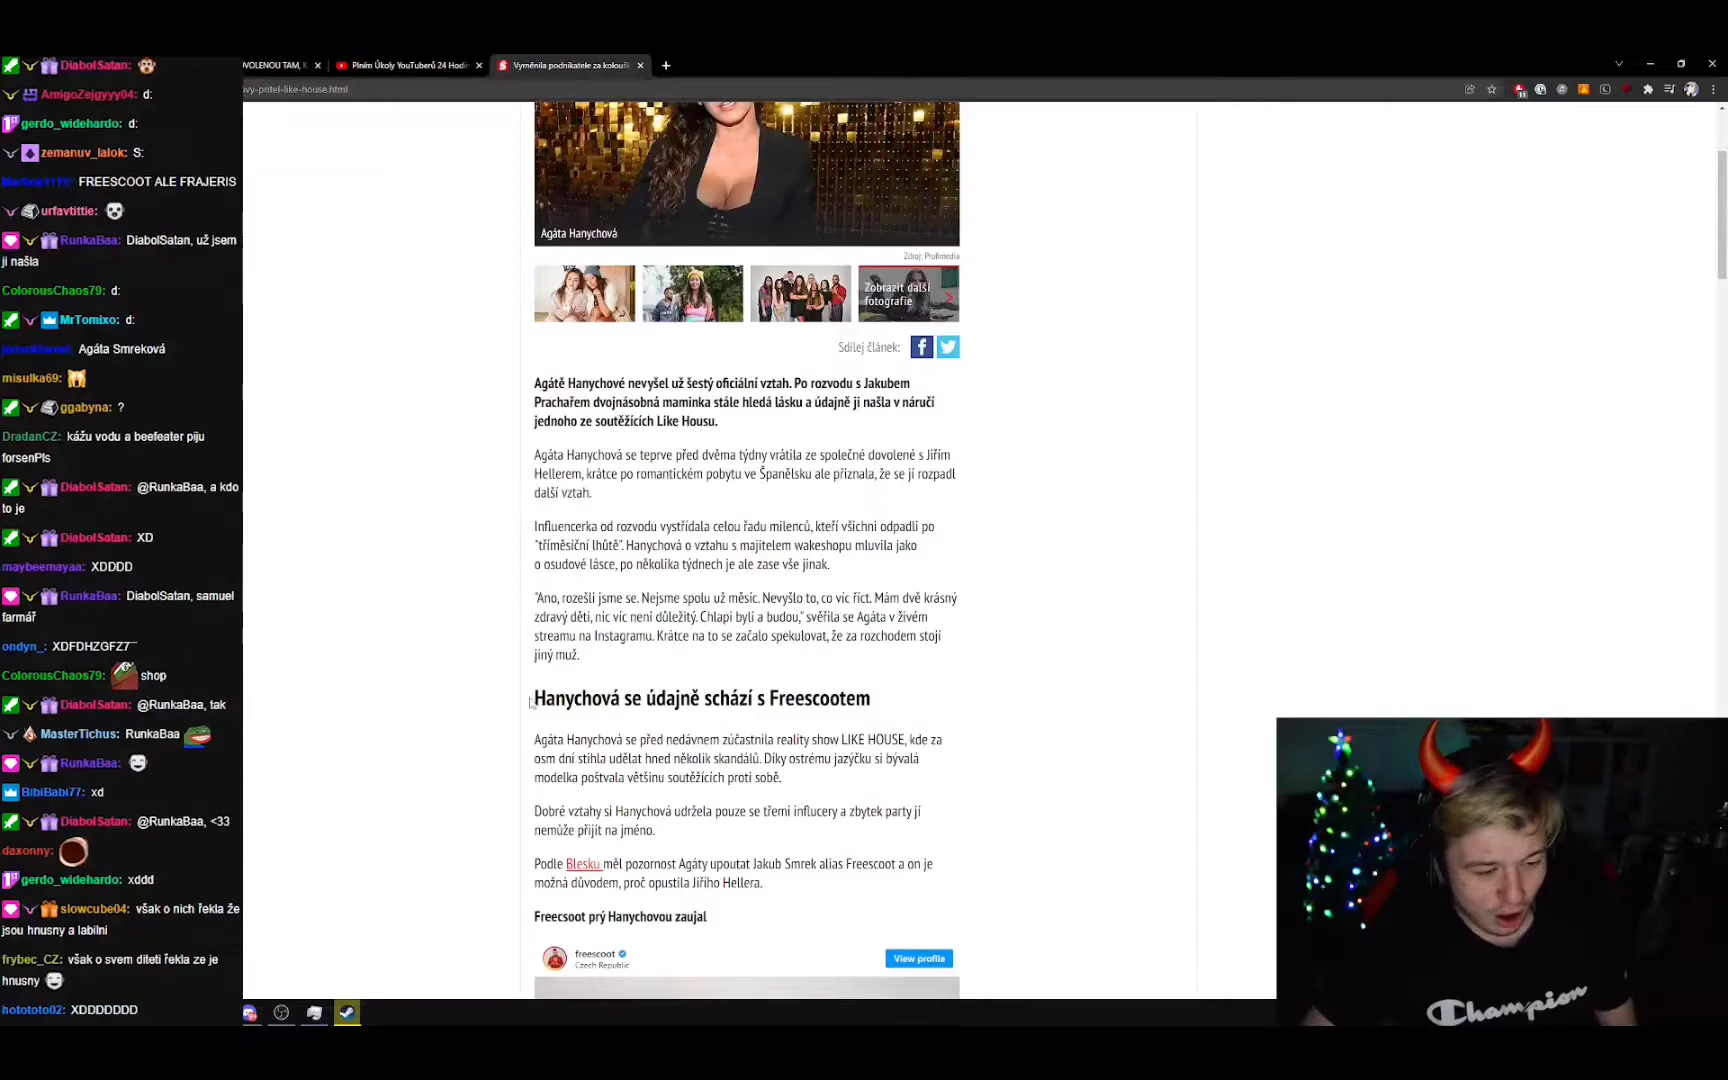 DiabolSatan:
AmigoZejgyyy04: d:
gerdo_widehardo: d:
zemanuv_lalok: S:
FREESCOOT ALE FRAJERIS
urfavtittie:
RunkaBaa: DiabolSatan, už jsem
ji našla
ColorousChaos79: d:
MrTomixo: d:
Agáta Smreková
misulka69:
ggabyna: ?
DradanCZ: kážu vodu a beefeater piju
forsenPls
DiabolSatan: @RunkaBaa, a kdo
to je
DiabolSatan: XD
maybeemayaa: XDDDD
RunkaBaa: DiabolSatan, samuel
farmář
ondyn_: XDFDHZGFZ7¨
ColorousChaos79: shop
DiabolSatan: @RunkaBaa, tak
MasterTichus: RunkaBaa
RunkaBaa:
BibiBabi77: xd
DiabolSatan: @RunkaBaa, <33
daxonny:
gerdo_widehardo: xddd
slowcube04: však o nich řekla že
jsou hnusny a labilni
frybec_CZ: však o svem diteti řekla ze je
hnusny
hotototo02: XDDDDDDD
VOLENOU TAM,
Plním Úkoly YouTuberů 24 Hodin
Vyměnila podnikatele za koloušk
vy-pritel-like-house.html
Agáta Hanychová
Zdroj: Profimedia
Zobrazit další
fotografie
Sdílej článek:
Agátě Hanychové nevyšel už šestý oficiální vztah. Po rozvodu s Jakubem
Prachařem dvojnásobná maminka stále hledá lásku a údajně ji našla v náručí
jednoho ze soutěžících Like Housu.
Agáta Hanychová se teprve před dvěma týdny vrátila ze společné dovolené s Jiřím
Hellerem, krátce po romantickém pobytu ve Španělsku ale přiznala, že se jí rozpadl
další vztah.
Influencerka od rozvodu vystřídala celou řadu milenců, kteří všichni odpadli po
"tříměsíční lhůtě". Hanychová o vztahu s majitelem wakeshopu mluvila jako
o osudové lásce, po několika týdnech je ale zase vše jinak.
"Ano, rozešli jsme se. Nejsme spolu už měsíc. Nevyšlo to, co víc říct. Mám dvě krásný
zdravý děti, nic víc není důležitý. Chlapi byli a budou," svěřila se Agáta v živém
streamu na Instagramu. Krátce na to se začalo spekulovat, že za rozchodem stojí
jiný muž.
Hanychová se údajně schází s Freescootem
Agáta Hanychová se před nedávnem zúčastnila reality show LIKE HOUSE, kde za
osm dní stihla udělat hned několik skandálů. Díky ostrému jazýčku si bývalá
modelka poštvala většinu soutěžících proti sobě.
Dobré vztahy si Hanychová udržela pouze se třemi influcery a zbytek party jí
nemůže přijít na jméno.
Podle Blesku měl pozornost Agáty upoutat Jakub Smrek alias Freescoot a on je
možná důvodem, proč opustila Jiřího Hellera.
Freecsoot prý Hanychovou zaujal
freescoot
Czech Republic
View profile
Champion